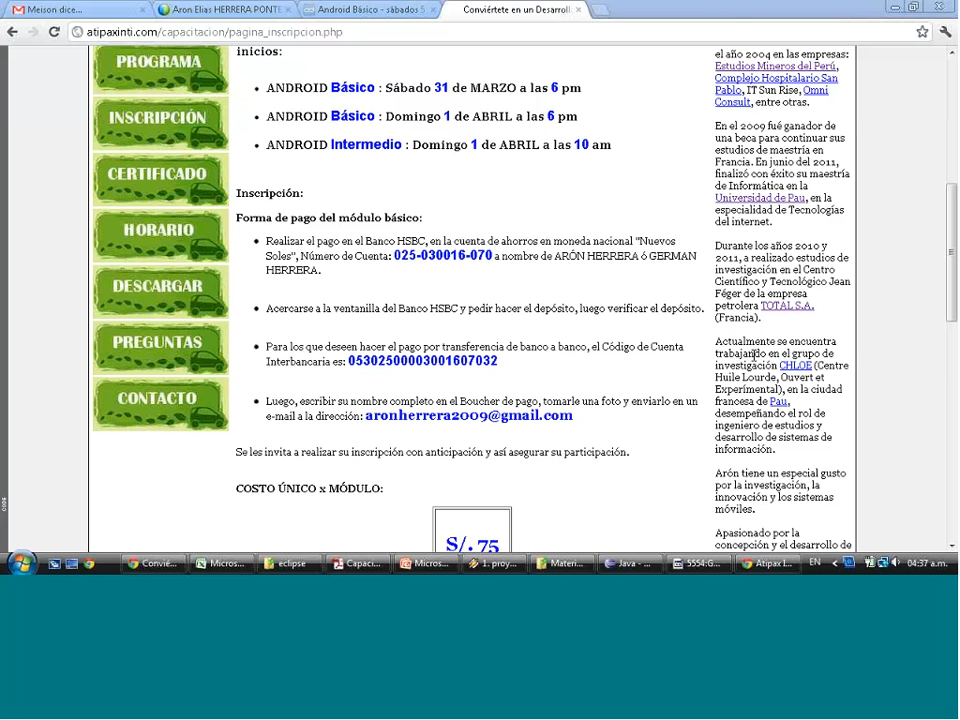 Meison dice...
Aron Elias HERRERA PONTE
Android Básico - sábados 5
Conviértete en un Desarroll
atipaxinti.com/capacitacion/pagina_inscripcion.php
PROGRAMA
INSCRIPCIÓN
CERTIFICADO
HORARIO
DESCARGAR
PREGUNTAS
CONTACTO
inicios:
• ANDROID Básico : Sábado 31 de MARZO a las 6 pm
• ANDROID Básico : Domingo 1 de ABRIL a las 6 pm
• ANDROID Intermedio : Domingo 1 de ABRIL a las 10 am
Inscripción:
Forma de pago del módulo básico:
• Realizar el pago en el Banco HSBC, en la cuenta de ahorros en moneda nacional "Nuevos
Soles", Número de Cuenta: 025-030016-070 a nombre de ARÓN HERRERA ó GERMAN
HERRERA.
• Acercarse a la ventanilla del Banco HSBC y pedir hacer el depósito, luego verificar el depósito.
• Para los que deseen hacer el pago por transferencia de banco a banco, el Código de Cuenta
Interbancaria es: 05302500003001607032
• Luego, escribir su nombre completo en el Boucher de pago, tomarle una foto y enviarlo en un
e-mail a la dirección: aronherrera2009@gmail.com
Se les invita a realizar su inscripción con anticipación y así asegurar su participación.
COSTO ÚNICO x MÓDULO:
S/. 75
el año 2004 en las empresas:
Estudios Mineros del Perú,
Complejo Hospitalario San
Pablo, IT Sun Rise, Omni
Consult, entre otras.
En el 2009 fué ganador de
una beca para continuar sus
estudios de maestría en
Francia. En junio del 2011,
finalizó con éxito su maestría
de Informática en la
Universidad de Pau, en la
especialidad de Tecnologías
del internet.
Durante los años 2010 y
2011, a realizado estudios de
investigación en el Centro
Científico y Tecnológico Jean
Féger de la empresa
petrolera TOTAL S.A.
(Francia).
Actualmente se encuentra
trabajando en el grupo de
investigación CHLOE (Centre
Huile Lourde, Ouvert et
Experimental), en la ciudad
francesa de Pau,
desempeñando el rol de
ingeniero de estudios y
desarrollo de sistemas de
información.
Arón tiene un especial gusto
por la investigación, la
innovación y los sistemas
móviles.
Apasionado por la
concepción y el desarrollo de
Convié...
Micros...
eclipse
Capaci...
Micros...
1. proy...
Materi...
Java - ...
5554:G...
Atipax I...
EN
04:37 a.m.